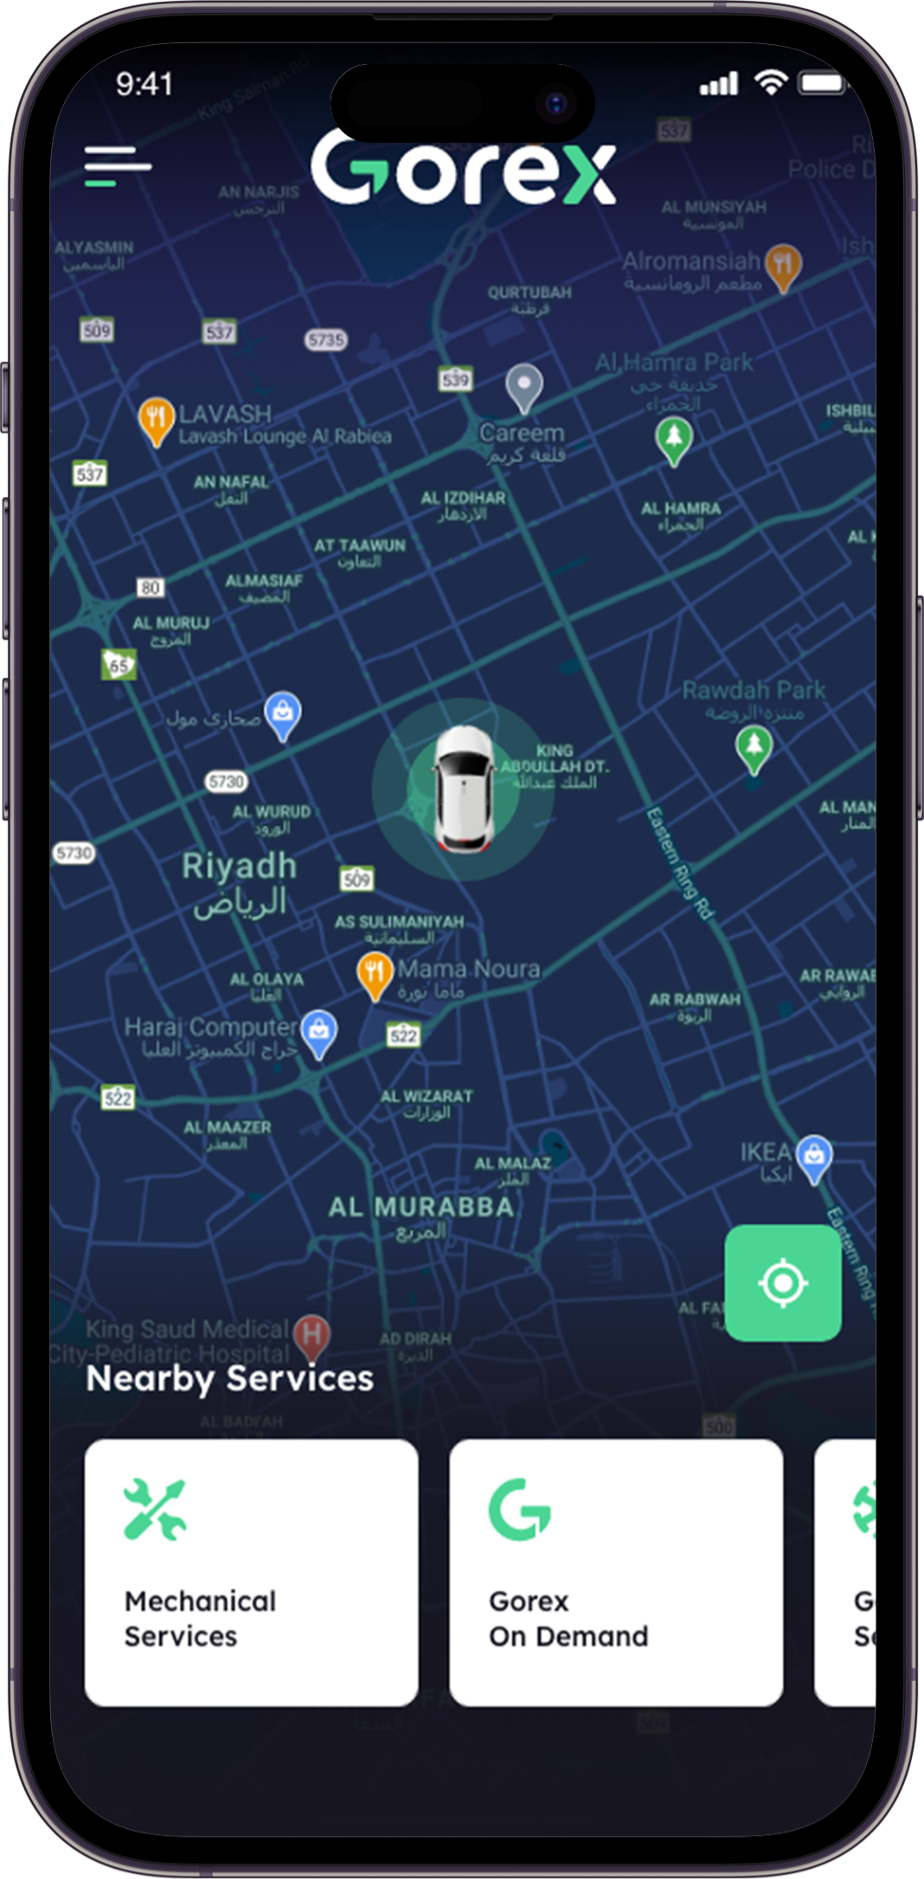 9:41
King Salman Rd
537
Gorex
Police D
AN NARJIS
النرجس
AL MUNSIYAH
المونسية
ALYASMIN
الياسمين
Ish
Alromansiah
مطعم الرومانسية
QURTUBAH
قرطبة
509
537
5735
539
Al Hamra Park
حديقة حي
الحمراء
LAVASH
Lavash Lounge Al Rabiea
Careem
قلعة كريم
ISHBIL
537
AN NAFAL
النفل
AL IZDIHAR
الازدهار
AL HAMRA
الحمراء
AT TAAWUN
التعاون
80
ALMASIAF
المصيف
AL MURUJ
المروج
65
Rawdah Park
منتزه الروضة
صحارى مول
KING
ABDULLAH DT.
الملك عبدالله
5730
AL WURUD
الورود
AL MAN
المنار
5730
Riyadh
الرياض
509
Eastern Ring Rd
AS SULIMANIYAH
السليمانية
AL OLAYA
العليا
Mama Noura
ماما نورة
AR RAWAB
الروابي
AR RABWAH
الربوة
Haraj Computer
حراج الكمبيوتر العليا
522
522
AL WIZARAT
الوزارات
AL MAAZER
المعذر
IKEA
ايكيا
AL MALAZ
الملز
AL MURABBA
المربع
Eastern Ring
AL FA
King Saud Medical
City-Pediatric Hospital
H
AD DIRAH
الديرة
Nearby Services
AL BADI'AH
500
Mechanical
Services
Gorex
On Demand
G
Se